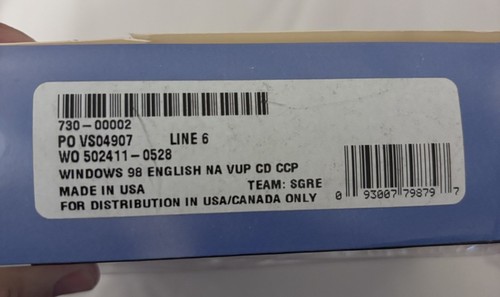 730-00002
PO VS04907 LINE 6
WO 502411-0528
WINDOWS 98 ENGLISH NA VUP CD CCP
MADE IN USA TEAM: SGRE
FOR DISTRIBUTION IN USA/CANADA ONLY
0 93007 79879 7